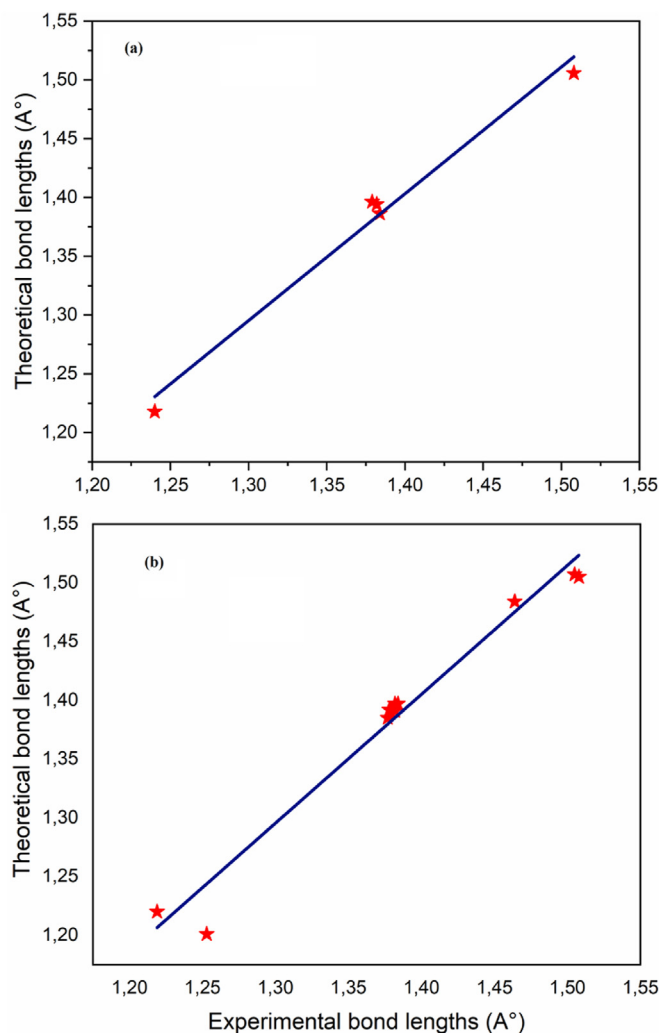 (a)
Theoretical bond lengths (A°)
1,55
1,50
1,45
1,40
1,35
1,30
1,25
1,20
1,20 1,25 1,30 1,35 1,40 1,45 1,50 1,55
(b)
Theoretical bond lengths (A°)
1,55
1,50
1,45
1,40
1,35
1,30
1,25
1,20
1,20 1,25 1,30 1,35 1,40 1,45 1,50 1,55
Experimental bond lengths (A°)